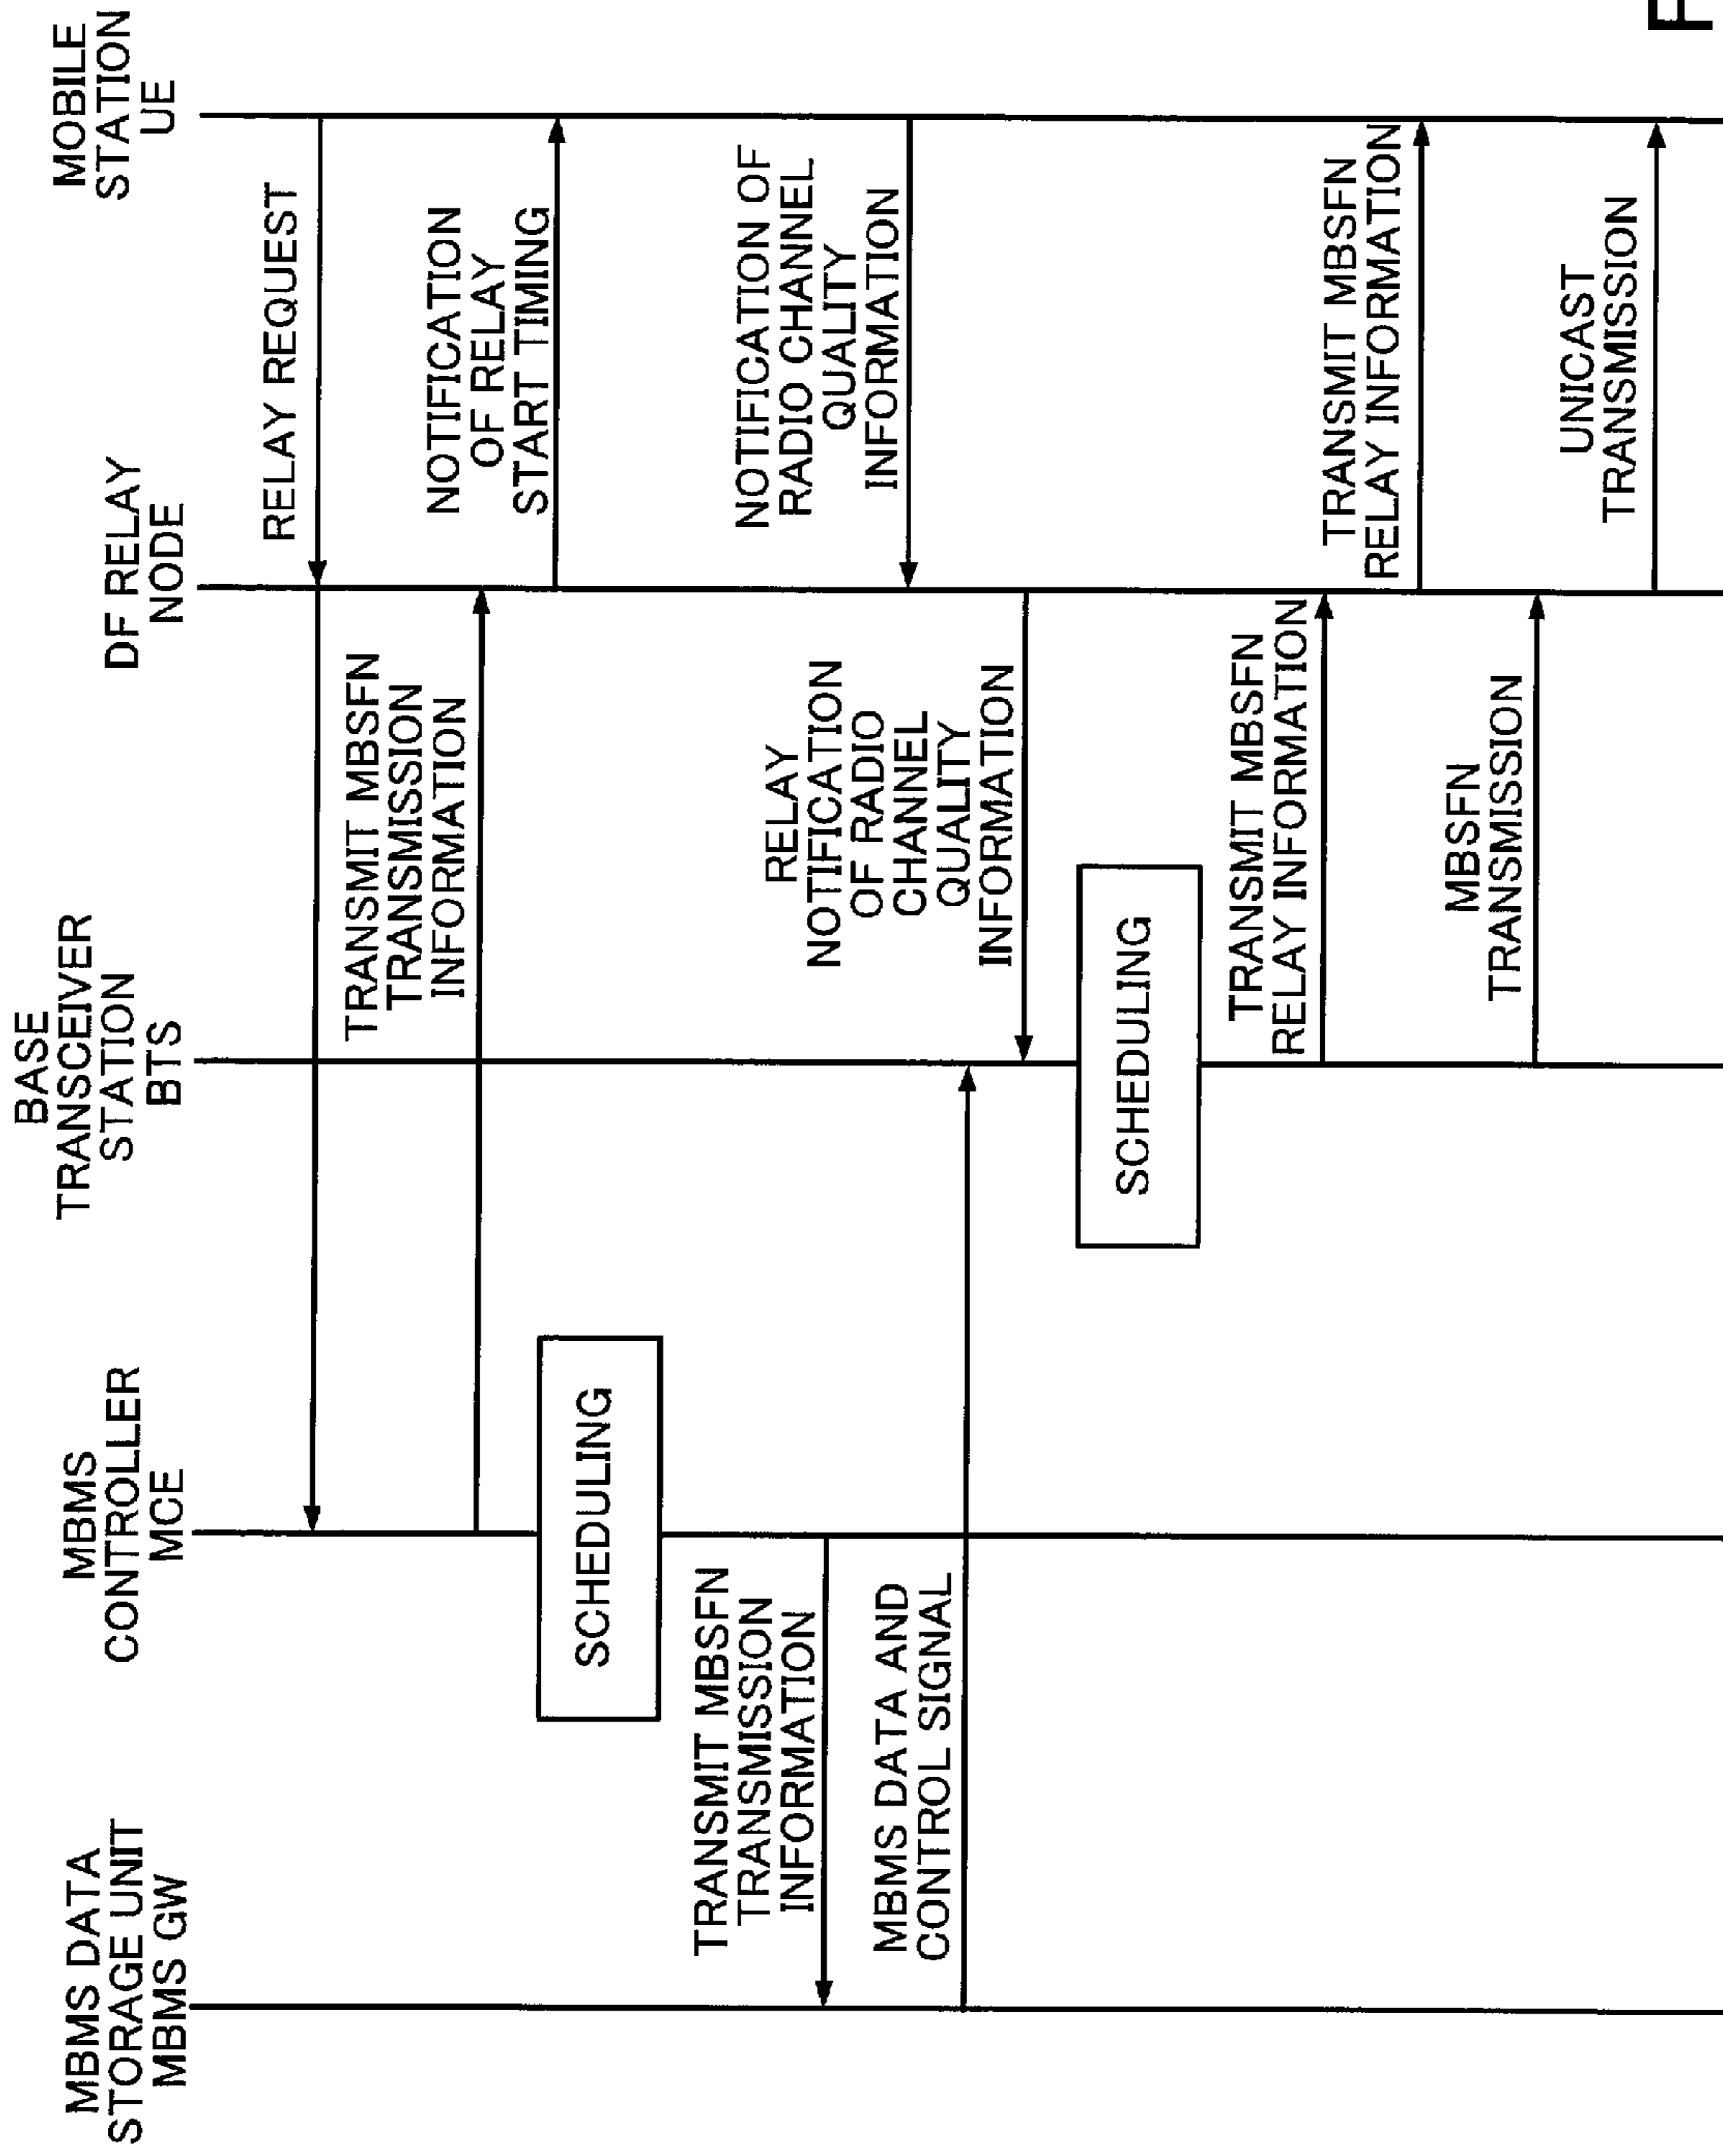 MBMS DATA
STORAGE UNIT
MBMS GW
MBMS
CONTROLLER
MCE
BASE
TRANSCEIVER
STATION
BTS
DF RELAY
NODE
MOBILE
STATION
UE
RELAY REQUEST
TRANSMIT MBSFN
TRANSMISSION
INFORMATION
NOTIFICATION
OF RELAY
START TIMING
SCHEDULING
TRANSMIT MBSFN
TRANSMISSION
INFORMATION
NOTIFICATION OF
RADIO CHANNEL
QUALITY
INFORMATION
MBMS DATA AND
CONTROL SIGNAL
RELAY
NOTIFICATION
OF RADIO
CHANNEL
QUALITY
INFORMATION
SCHEDULING
TRANSMIT MBSFN
RELAY INFORMATION
TRANSMIT MBSFN
RELAY INFORMATION
MBSFN
TRANSMISSION
UNICAST
TRANSMISSION